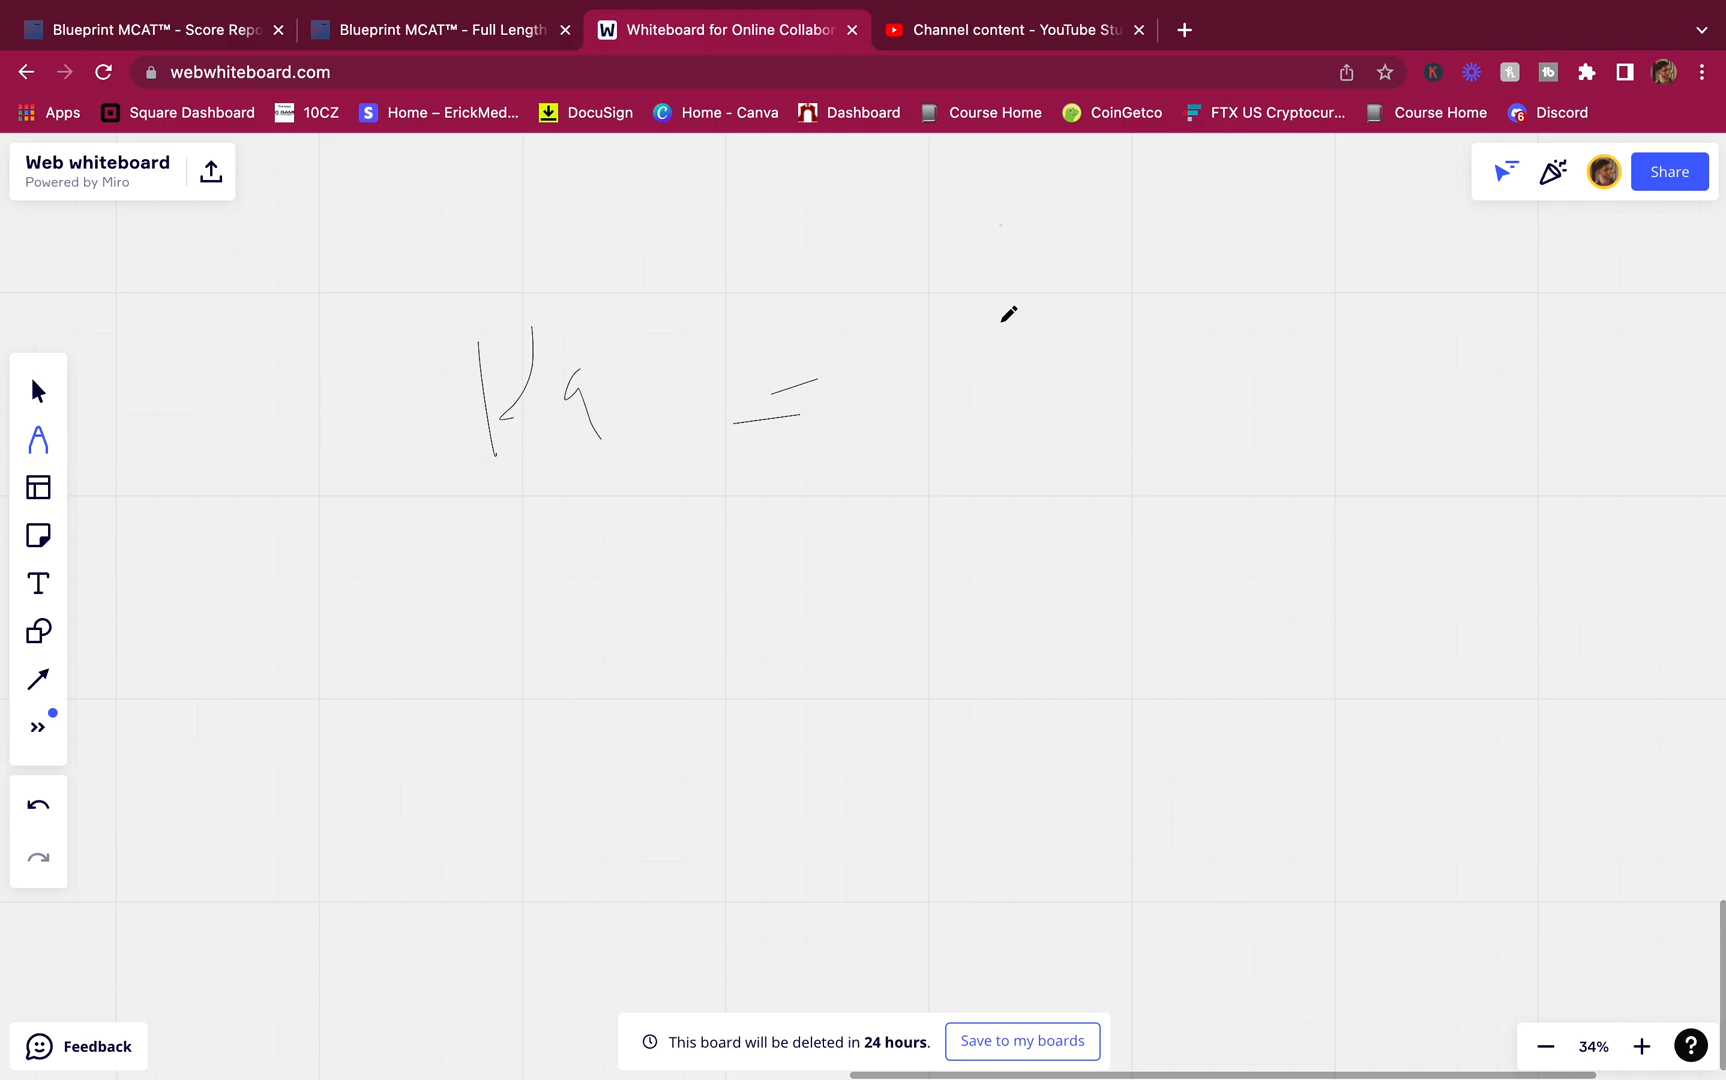 Blueprint MCAT™ - Score Repo
Blueprint MCAT™ - Full Length
Whiteboard for Online Collabor
Channel content - YouTube Stu
webwhiteboard.com
Apps
Square Dashboard
10CZ
Home – ErickMed...
DocuSign
Home - Canva
Dashboard
Course Home
CoinGetco
FTX US Cryptocur...
Course Home
6
Discord
Web whiteboard
Powered by Miro
Share
Ka =
Feedback
This board will be deleted in 24 hours.
Save to my boards
34%